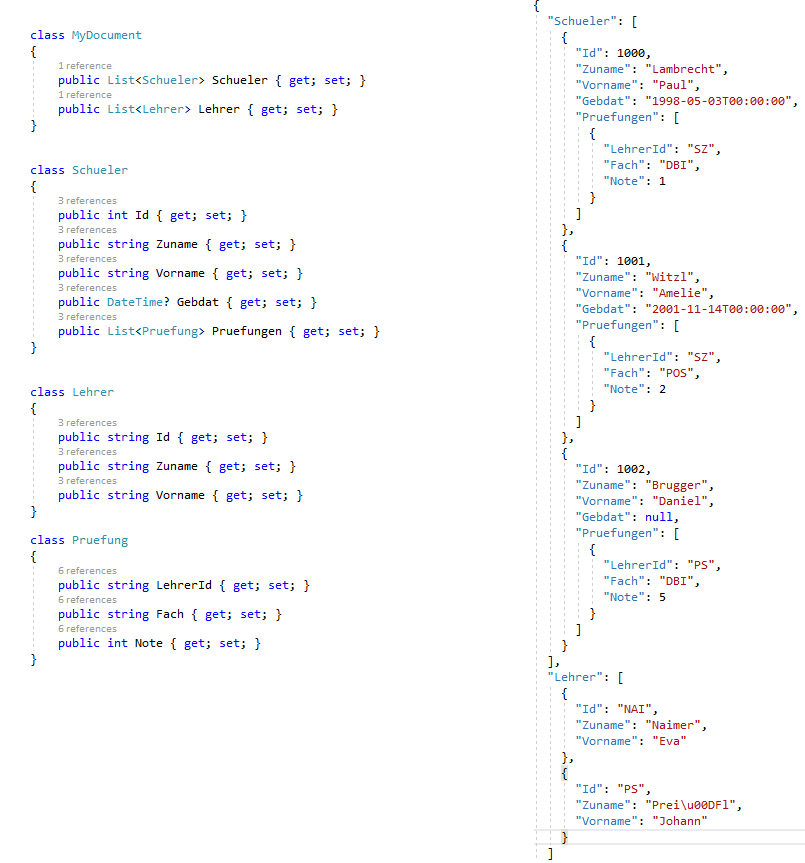 class MyDocument
{
1 reference
public List<Schueler> Schueler { get; set; }
1 reference
public List<Lehrer> Lehrer { get; set; }
}
class Schueler
{
3 references
public int Id { get; set; }
3 references
public string Zuname { get; set; }
3 references
public string Vorname { get; set; }
3 references
public DateTime? Gebdat { get; set; }
3 references
public List<Pruefung> Pruefungen { get; set; }
}
class Lehrer
{
3 references
public string Id { get; set; }
3 references
public string Zuname { get; set; }
3 references
public string Vorname { get; set; }
}
class Pruefung
{
6 references
public string LehrerId { get; set; }
6 references
public string Fach { get; set; }
6 references
public int Note { get; set; }
}
{
"Schueler": [
{
"Id": 1000,
"Zuname": "Lambrecht",
"Vorname": "Paul",
"Gebdat": "1998-05-03T00:00:00",
"Pruefungen": [
{
"LehrerId": "SZ",
"Fach": "DBI",
"Note": 1
}
]
},
{
"Id": 1001,
"Zuname": "Witzl",
"Vorname": "Amelie",
"Gebdat": "2001-11-14T00:00:00",
"Pruefungen": [
{
"LehrerId": "SZ",
"Fach": "POS",
"Note": 2
}
]
},
{
"Id": 1002,
"Zuname": "Brugger",
"Vorname": "Daniel",
"Gebdat": null,
"Pruefungen": [
{
"LehrerId": "PS",
"Fach": "DBI",
"Note": 5
}
]
}
],
"Lehrer": [
{
"Id": "NAI",
"Zuname": "Naimer",
"Vorname": "Eva"
},
{
"Id": "PS",
"Zuname": "Prei\u00DFl",
"Vorname": "Johann"
}
]